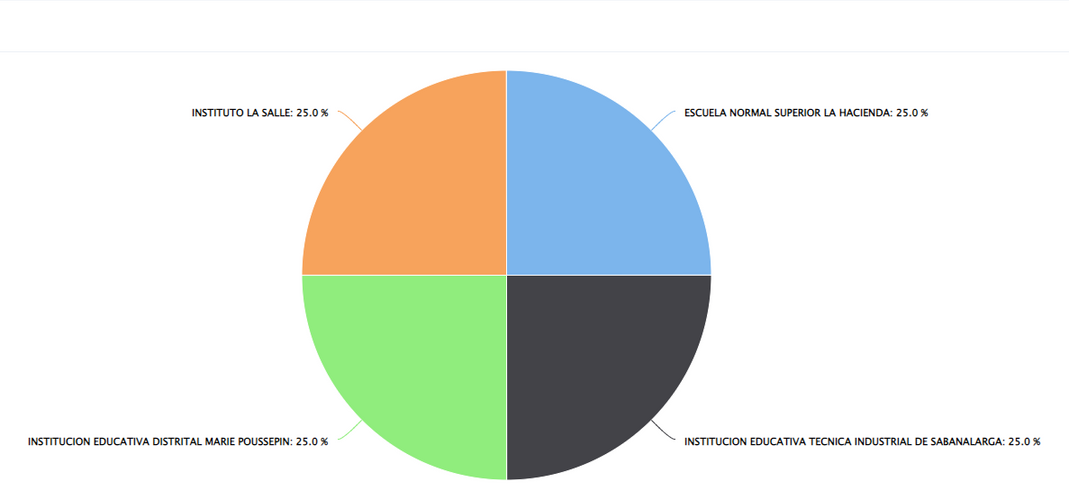 INSTITUTO LA SALLE: 25.0 %
ESCUELA NORMAL SUPERIOR LA HACIENDA: 25.0 %
INSTITUCION EDUCATIVA DISTRITAL MARIE POUSSEPIN: 25.0 %
INSTITUCION EDUCATIVA TECNICA INDUSTRIAL DE SABANALARGA: 25.0 %